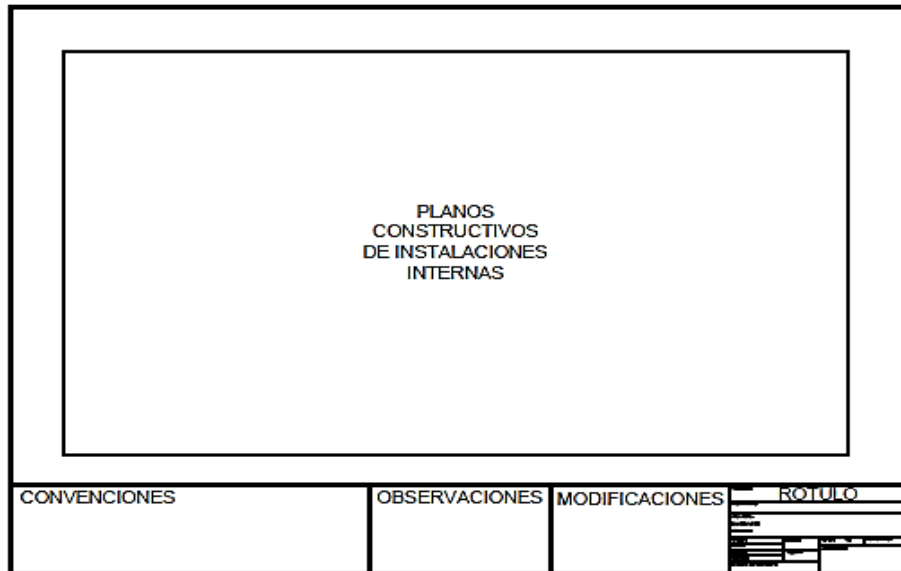 PLANOS
CONSTRUCTIVOS
DE INSTALACIONES
INTERNAS
CONVENCIONES
OBSERVACIONES
MODIFICACIONES
ROTULO